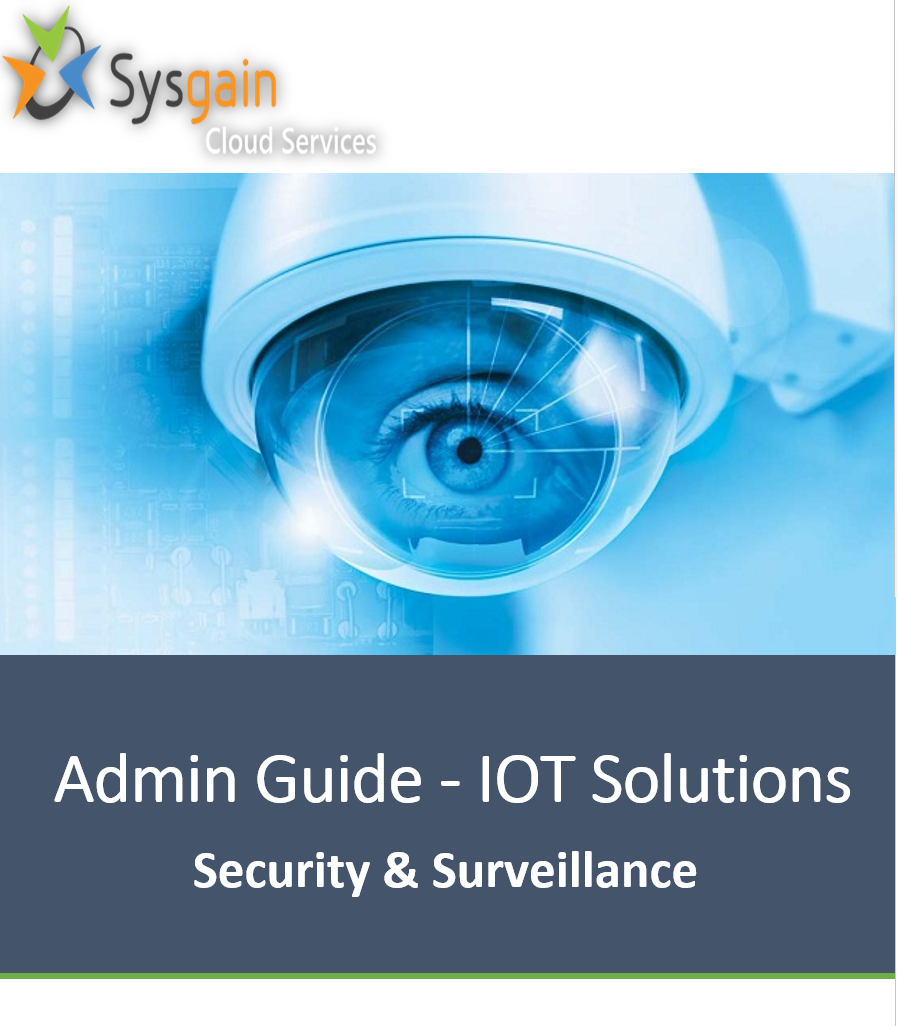 Sysgain
Cloud Services
Admin Guide - IOT Solutions
Security & Surveillance